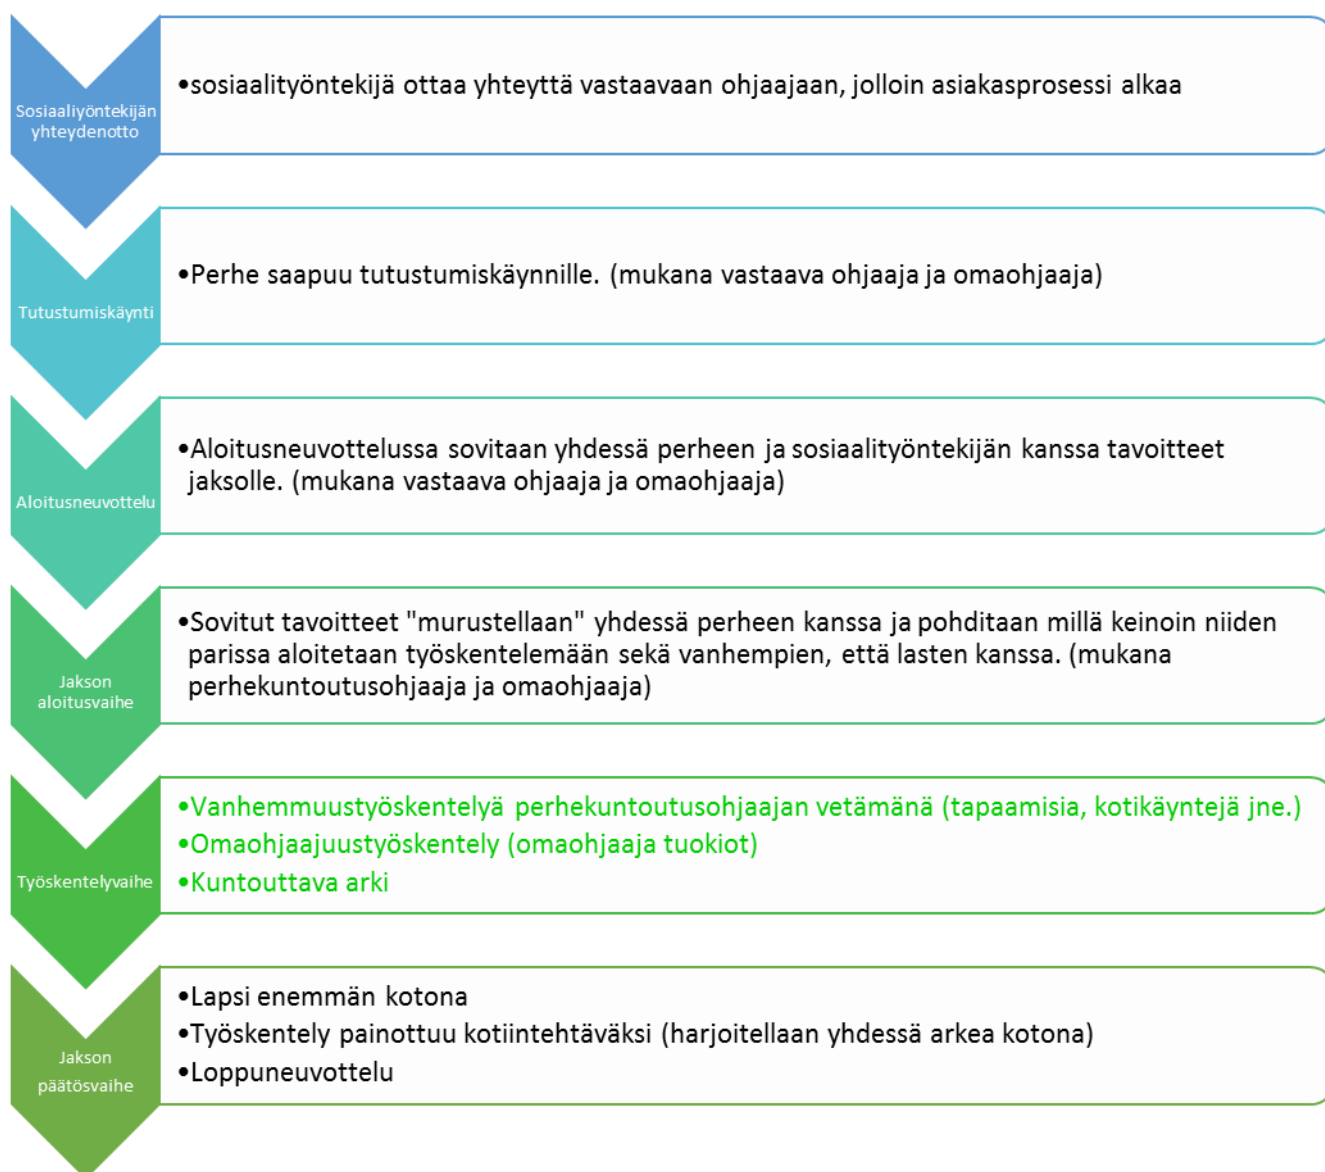 Sosiaaliyöntekijän
yhteydenotto
•sosiaalityöntekijä ottaa yhteyttä vastaavaan ohjaajaan, jolloin asiakasprosessi alkaa
Tutustumiskäynti
•Perhe saapuu tutustumiskäynnille. (mukana vastaava ohjaaja ja omaohjaaja)
Aloitusneuvottelu
•Aloitusneuvottelussa sovitaan yhdessä perheen ja sosiaalityöntekijän kanssa tavoitteet
jaksolle. (mukana vastaava ohjaaja ja omaohjaaja)
Jakson
aloitusvaihe
•Sovitut tavoitteet "murustellaan" yhdessä perheen kanssa ja pohditaan millä keinoin niiden
parissa aloitetaan työskentelemään sekä vanhempien, että lasten kanssa. (mukana
perhekuntoutusohjaaja ja omaohjaaja)
Työskentelyvaihe
•Vanhemmuustyöskentelyä perhekuntoutusohjaajan vetämänä (tapaamisia, kotikäyntejä jne.)
•Omaohjaajuustyöskentely (omaohjaaja tuokiot)
•Kuntouttava arki
Jakson
päätösvaihe
•Lapsi enemmän kotona
•Työskentely painottuu kotiintehtäväksi (harjoitellaan yhdessä arkea kotona)
•Loppuneuvottelu